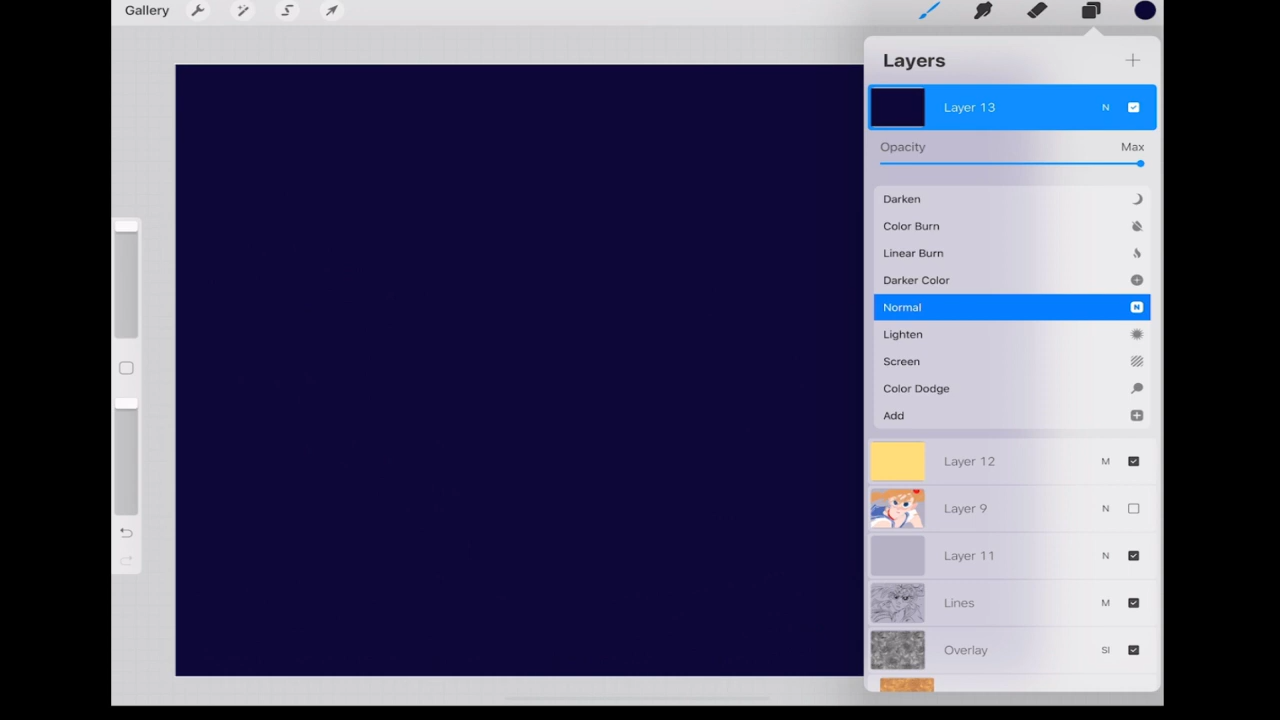 Gallery
Layers
Layer 13 N
Opacity Max
Darken
Color Burn
Linear Burn
Darker Color
Normal N
Lighten
Screen
Color Dodge
Add
Layer 12 M
Layer 9 N
Layer 11 N
Lines M
Overlay Sl